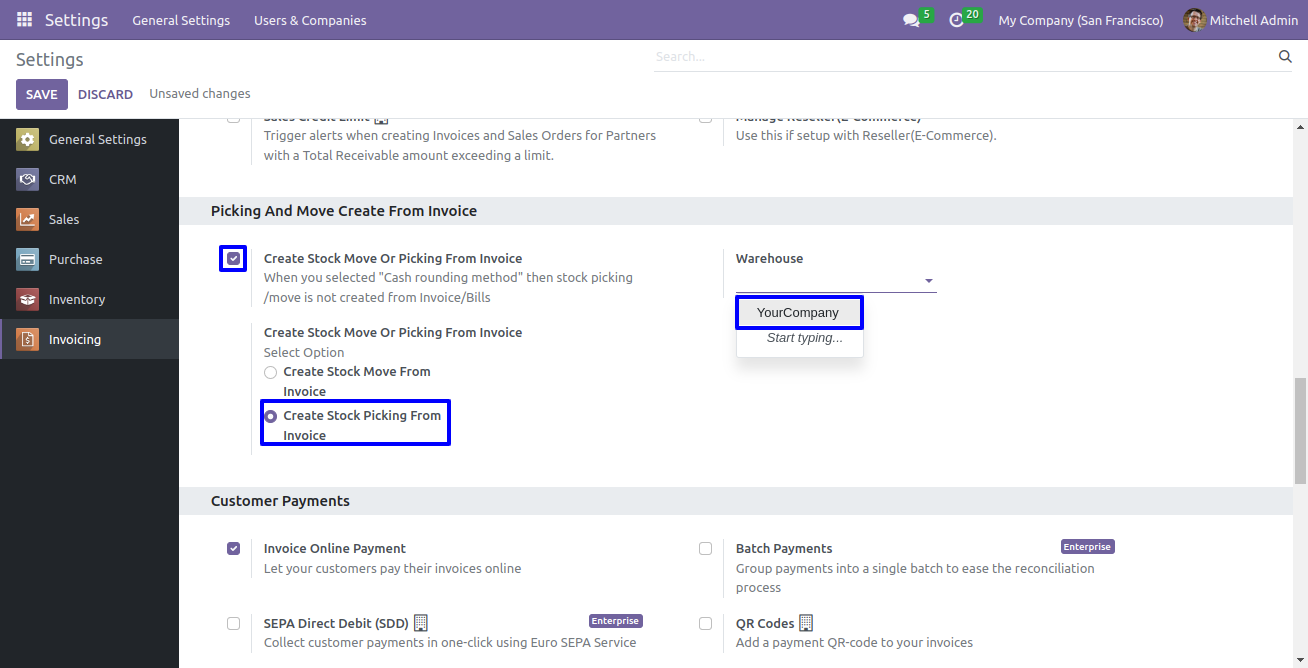 Settings General Settings Users & Companies 5 20 My Company (San Francisco) Mitchell Admin
Settings
Search...
SAVE DISCARD Unsaved changes
General Settings
CRM
Sales
Purchase
Inventory
Invoicing
Sales Credit Limit
Trigger alerts when creating Invoices and Sales Orders for Partners
with a Total Receivable amount exceeding a limit.
Manage Reseller(E-Commerce)
Use this if setup with Reseller(E-Commerce).
Picking And Move Create From Invoice
Create Stock Move Or Picking From Invoice
When you selected "Cash rounding method" then stock picking
/move is not created from Invoice/Bills
Warehouse
YourCompany
Start typing...
Create Stock Move Or Picking From Invoice
Select Option
Create Stock Move From
Invoice
Create Stock Picking From
Invoice
Customer Payments
Invoice Online Payment
Let your customers pay their invoices online
Batch Payments Enterprise
Group payments into a single batch to ease the reconciliation
process
SEPA Direct Debit (SDD) Enterprise
Collect customer payments in one-click using Euro SEPA Service
QR Codes
Add a payment QR-code to your invoices